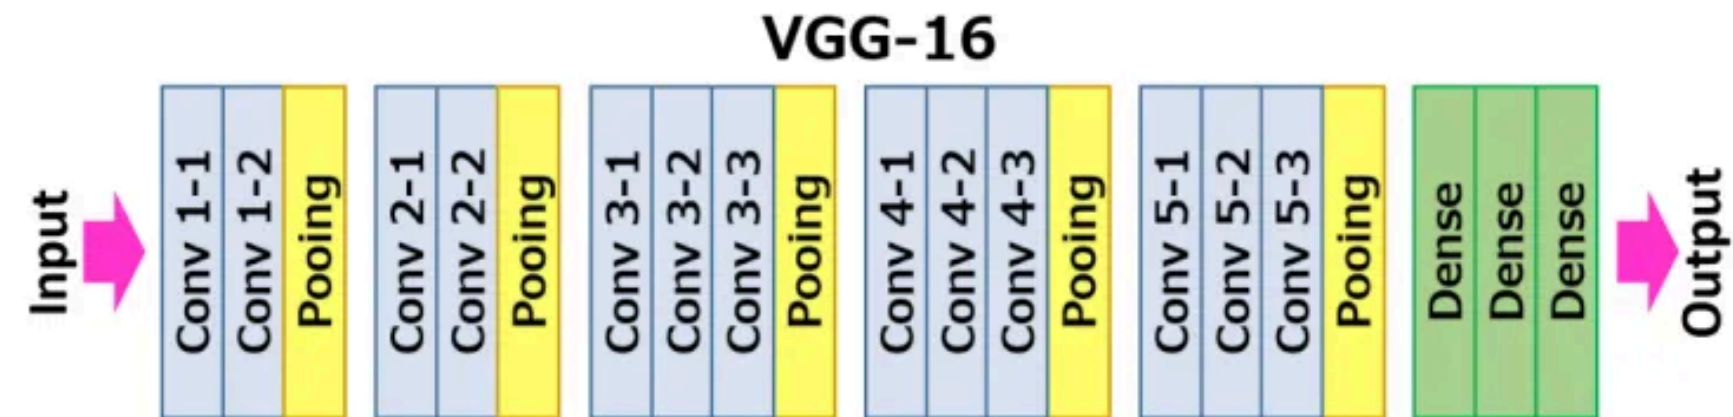 VGG-16
Input
Conv 1-1
Conv 1-2
Pooing
Conv 2-1
Conv 2-2
Pooing
Conv 3-1
Conv 3-2
Conv 3-3
Pooing
Conv 4-1
Conv 4-2
Conv 4-3
Pooing
Conv 5-1
Conv 5-2
Conv 5-3
Pooing
Dense
Dense
Dense
Output